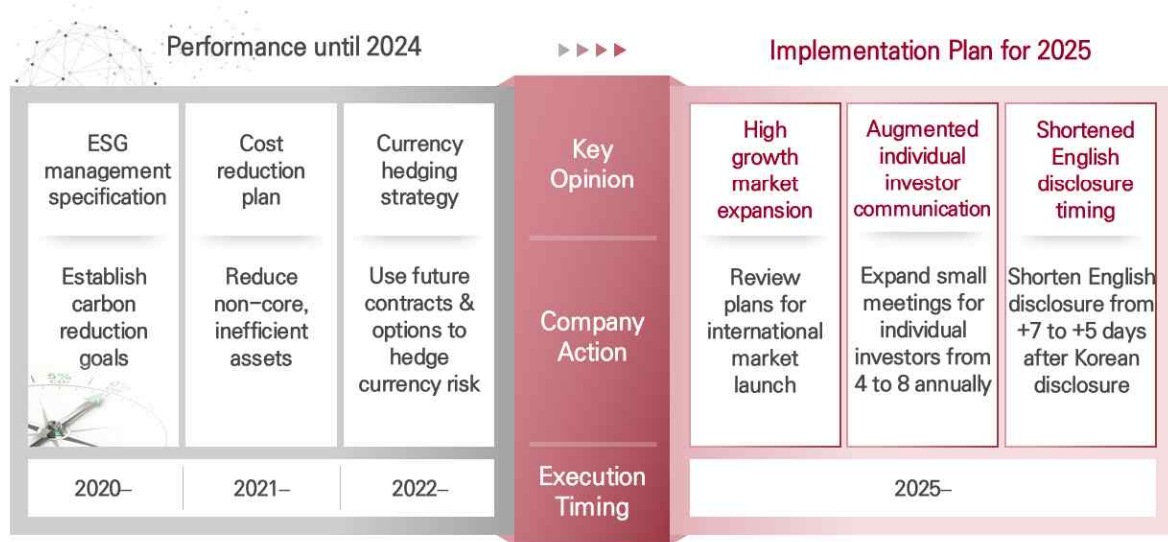 Performance until 2024
Implementation Plan for 2025
ESG
management
specification
Cost
reduction
plan
Currency
hedging
strategy
Key
Opinion
High
growth
market
expansion
Augmented
individual
investor
communication
Shortened
English
disclosure
timing
Establish
carbon
reduction
goals
Reduce
non-core,
inefficient
assets
Use future
contracts &
options to
hedge
currency risk
Company
Action
Review
plans for
international
market
launch
Expand small
meetings for
individual
investors from
4 to 8 annually
Shorten English
disclosure from
+7 to +5 days
after Korean
disclosure
2020–
2021–
2022–
Execution
Timing
2025–